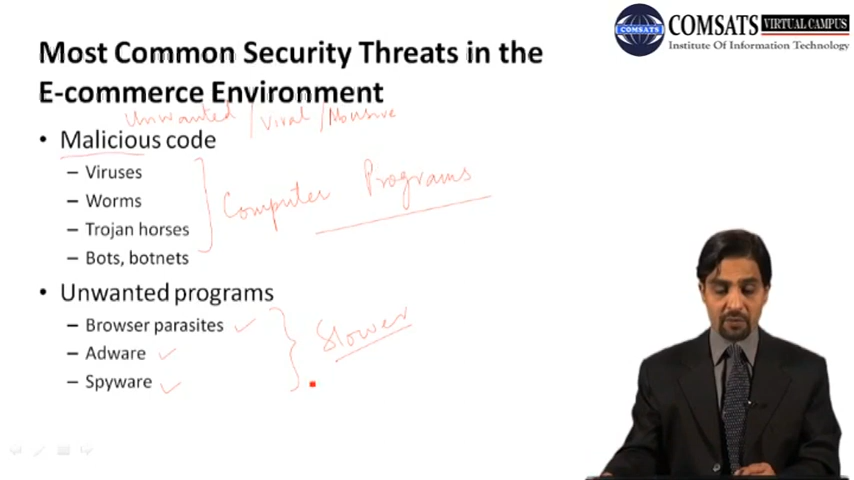 COMSATS VIRTUAL CAMPUS
COMSATS
Institute Of Information Technology
Most Common Security Threats in the
E-commerce Environment
Unwanted / Viral / Abusive
• Malicious code
– Viruses
– Worms
– Trojan horses
– Bots, botnets
Computer Programs
• Unwanted programs
– Browser parasites
– Adware
– Spyware
Slower